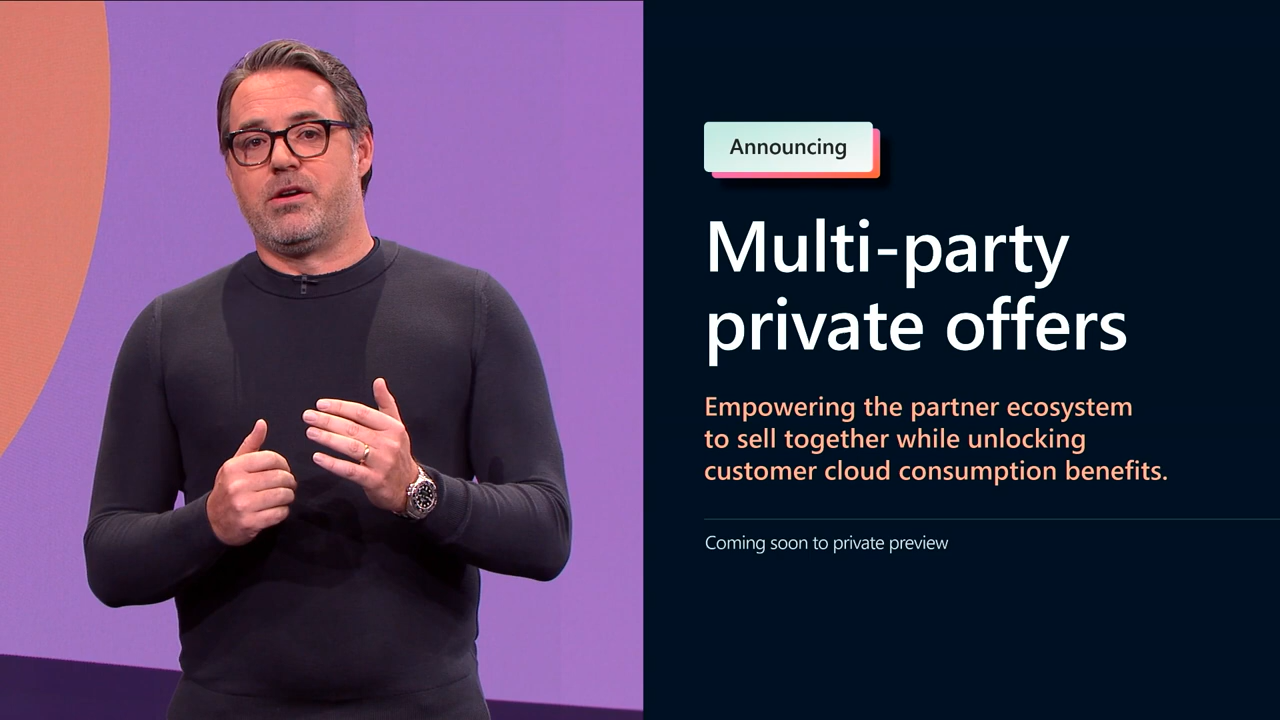 Announcing
Multi-party
private offers
Empowering the partner ecosystem
to sell together while unlocking
customer cloud consumption benefits.
Coming soon to private preview